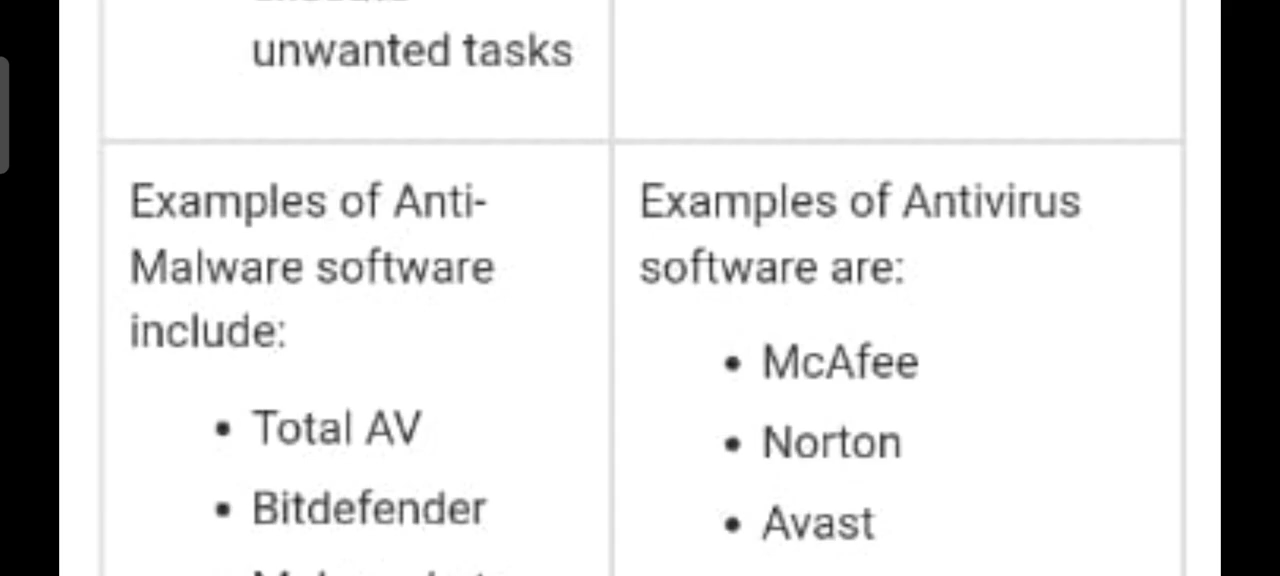 unwanted tasks
Examples of Anti-
Malware software
include:
• Total AV
• Bitdefender
Examples of Antivirus
software are:
• McAfee
• Norton
• Avast